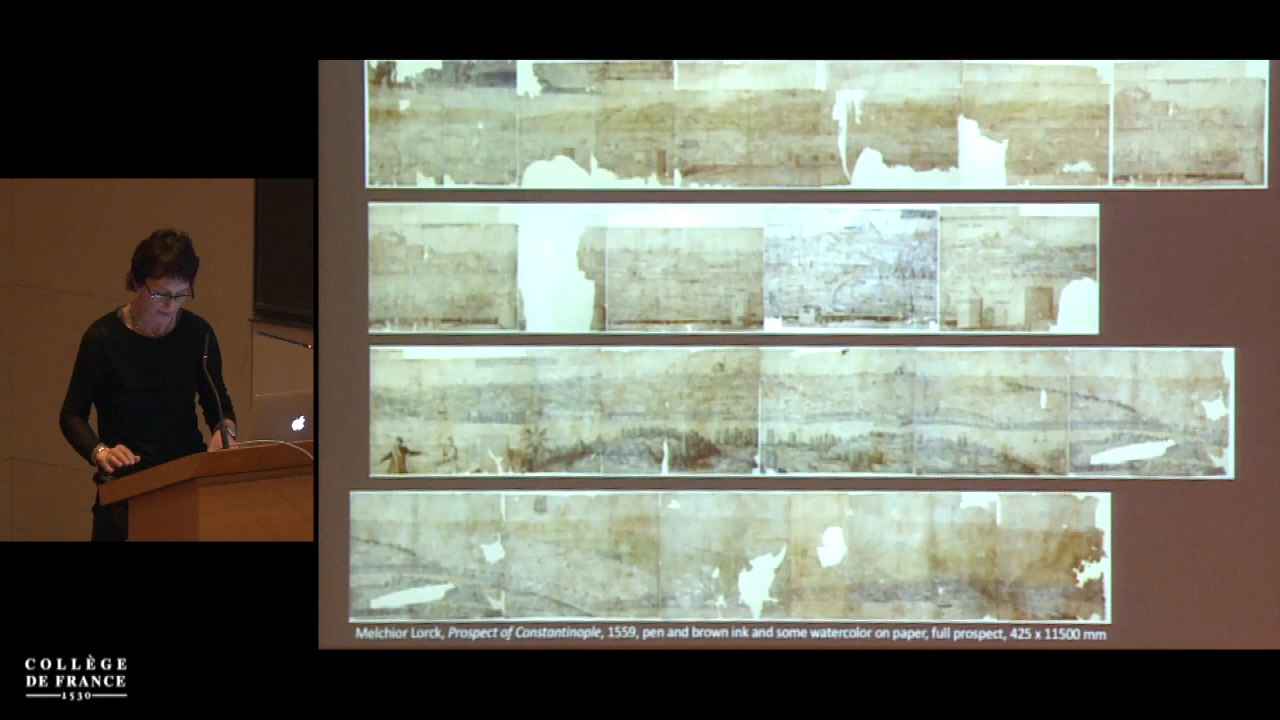 Melchior Lorck, Prospect of Constantinople, 1559, pen and brown ink and some watercolor on paper, full prospect, 425 x 11500 mm
COLLÈGE
DE FRANCE
1530